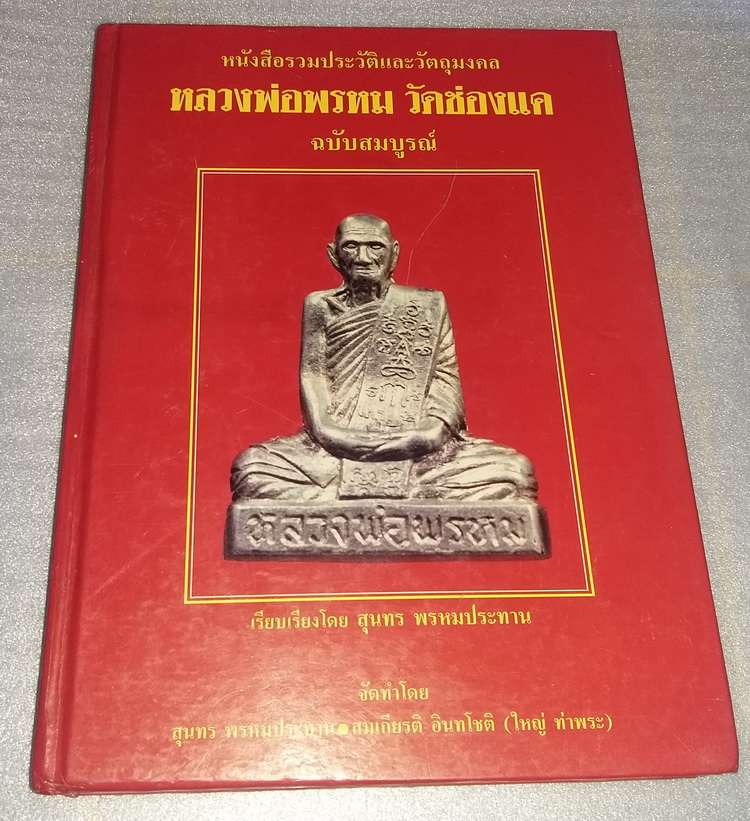 หนังสือรวมประวัติและวัตถุมงคล
หลวงพ่อพรหม วัดช่องแค
ฉบับสมบูรณ์
หลวงพ่อพรหม
เรียบเรียงโดย สุนทร พรหมประทาน
จัดทำโดย
สุนทร พรหมประทาน สมเกียรติ อินทโชติ (ใหญ่ ท่าพระ)